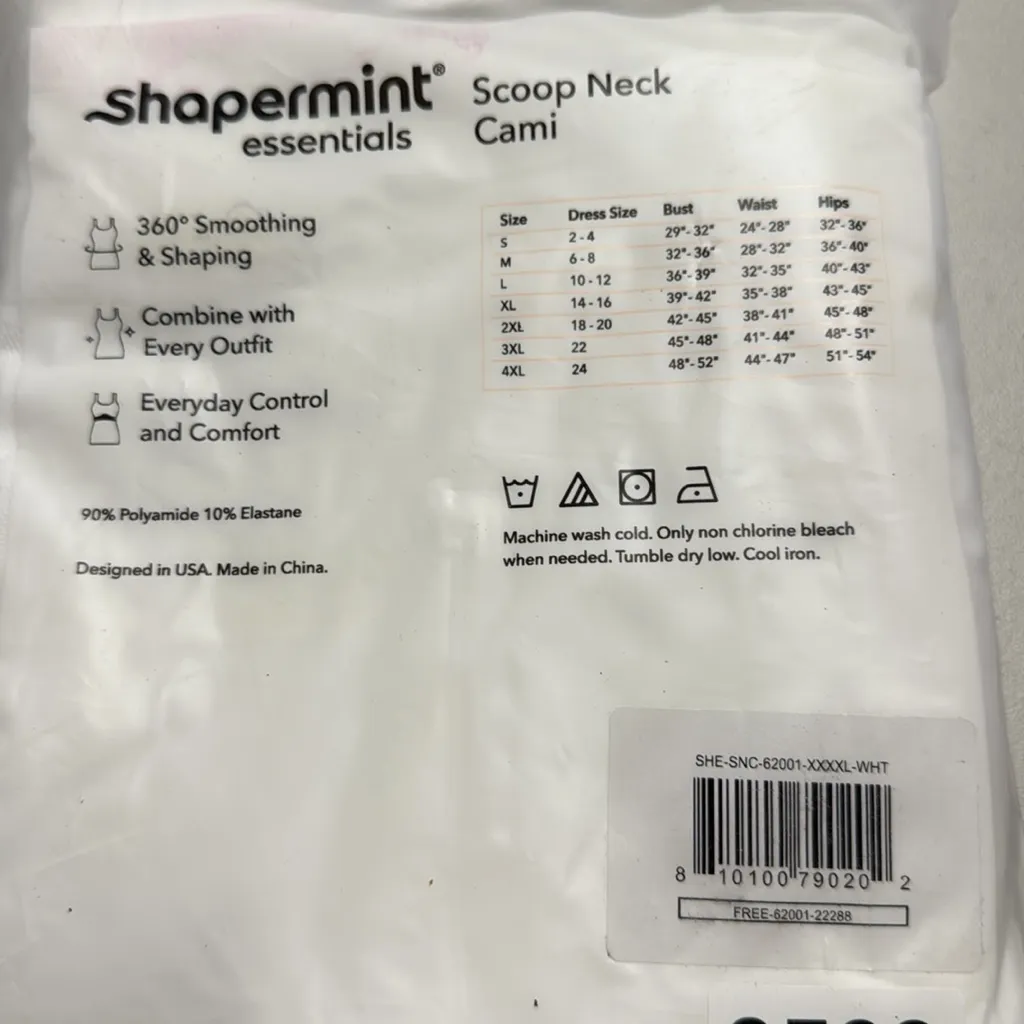 shapermint®
essentials
Scoop Neck
Cami
360° Smoothing
& Shaping
Combine with
Every Outfit
Everyday Control
and Comfort
90% Polyamide 10% Elastane
Designed in USA. Made in China.
Size Dress Size Bust Waist Hips
S 2-4 29"-32" 24"-28" 32"-36"
M 6-8 32"-36" 28"-32" 36"-40"
L 10-12 36"-39" 32"-35" 40"-43"
XL 14-16 39"-42" 35"-38" 43"-45"
2XL 18-20 42"-45" 38"-41" 45"-48"
3XL 22 45"-48" 41"-44" 48"-51"
4XL 24 48"-52" 44"-47" 51"-54"
Machine wash cold. Only non chlorine bleach
when needed. Tumble dry low. Cool iron.
SHE-SNC-62001-XXXXL-WHT
8 10100 79020 2
FREE-62001-22288